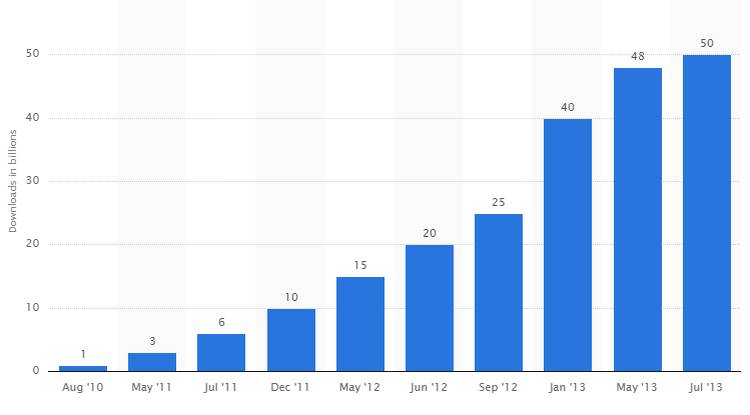 Downloads in billions
50
40
30
20
10
0
1
3
6
10
15
20
25
40
48
50
Aug '10
May '11
Jul '11
Dec '11
May '12
Jun '12
Sep '12
Jan '13
May '13
Jul '13